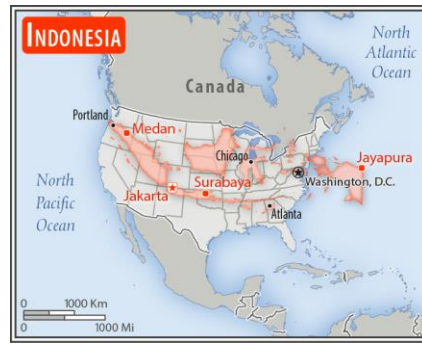 INDONESIA
North
Atlantic
Ocean
Canada
Portland
Medan
Chicago
Jayapura
Surabaya
Washington, D.C.
Jakarta
North
Pacific
Ocean
Atlanta
0 1000 Km
0 1000 Mi